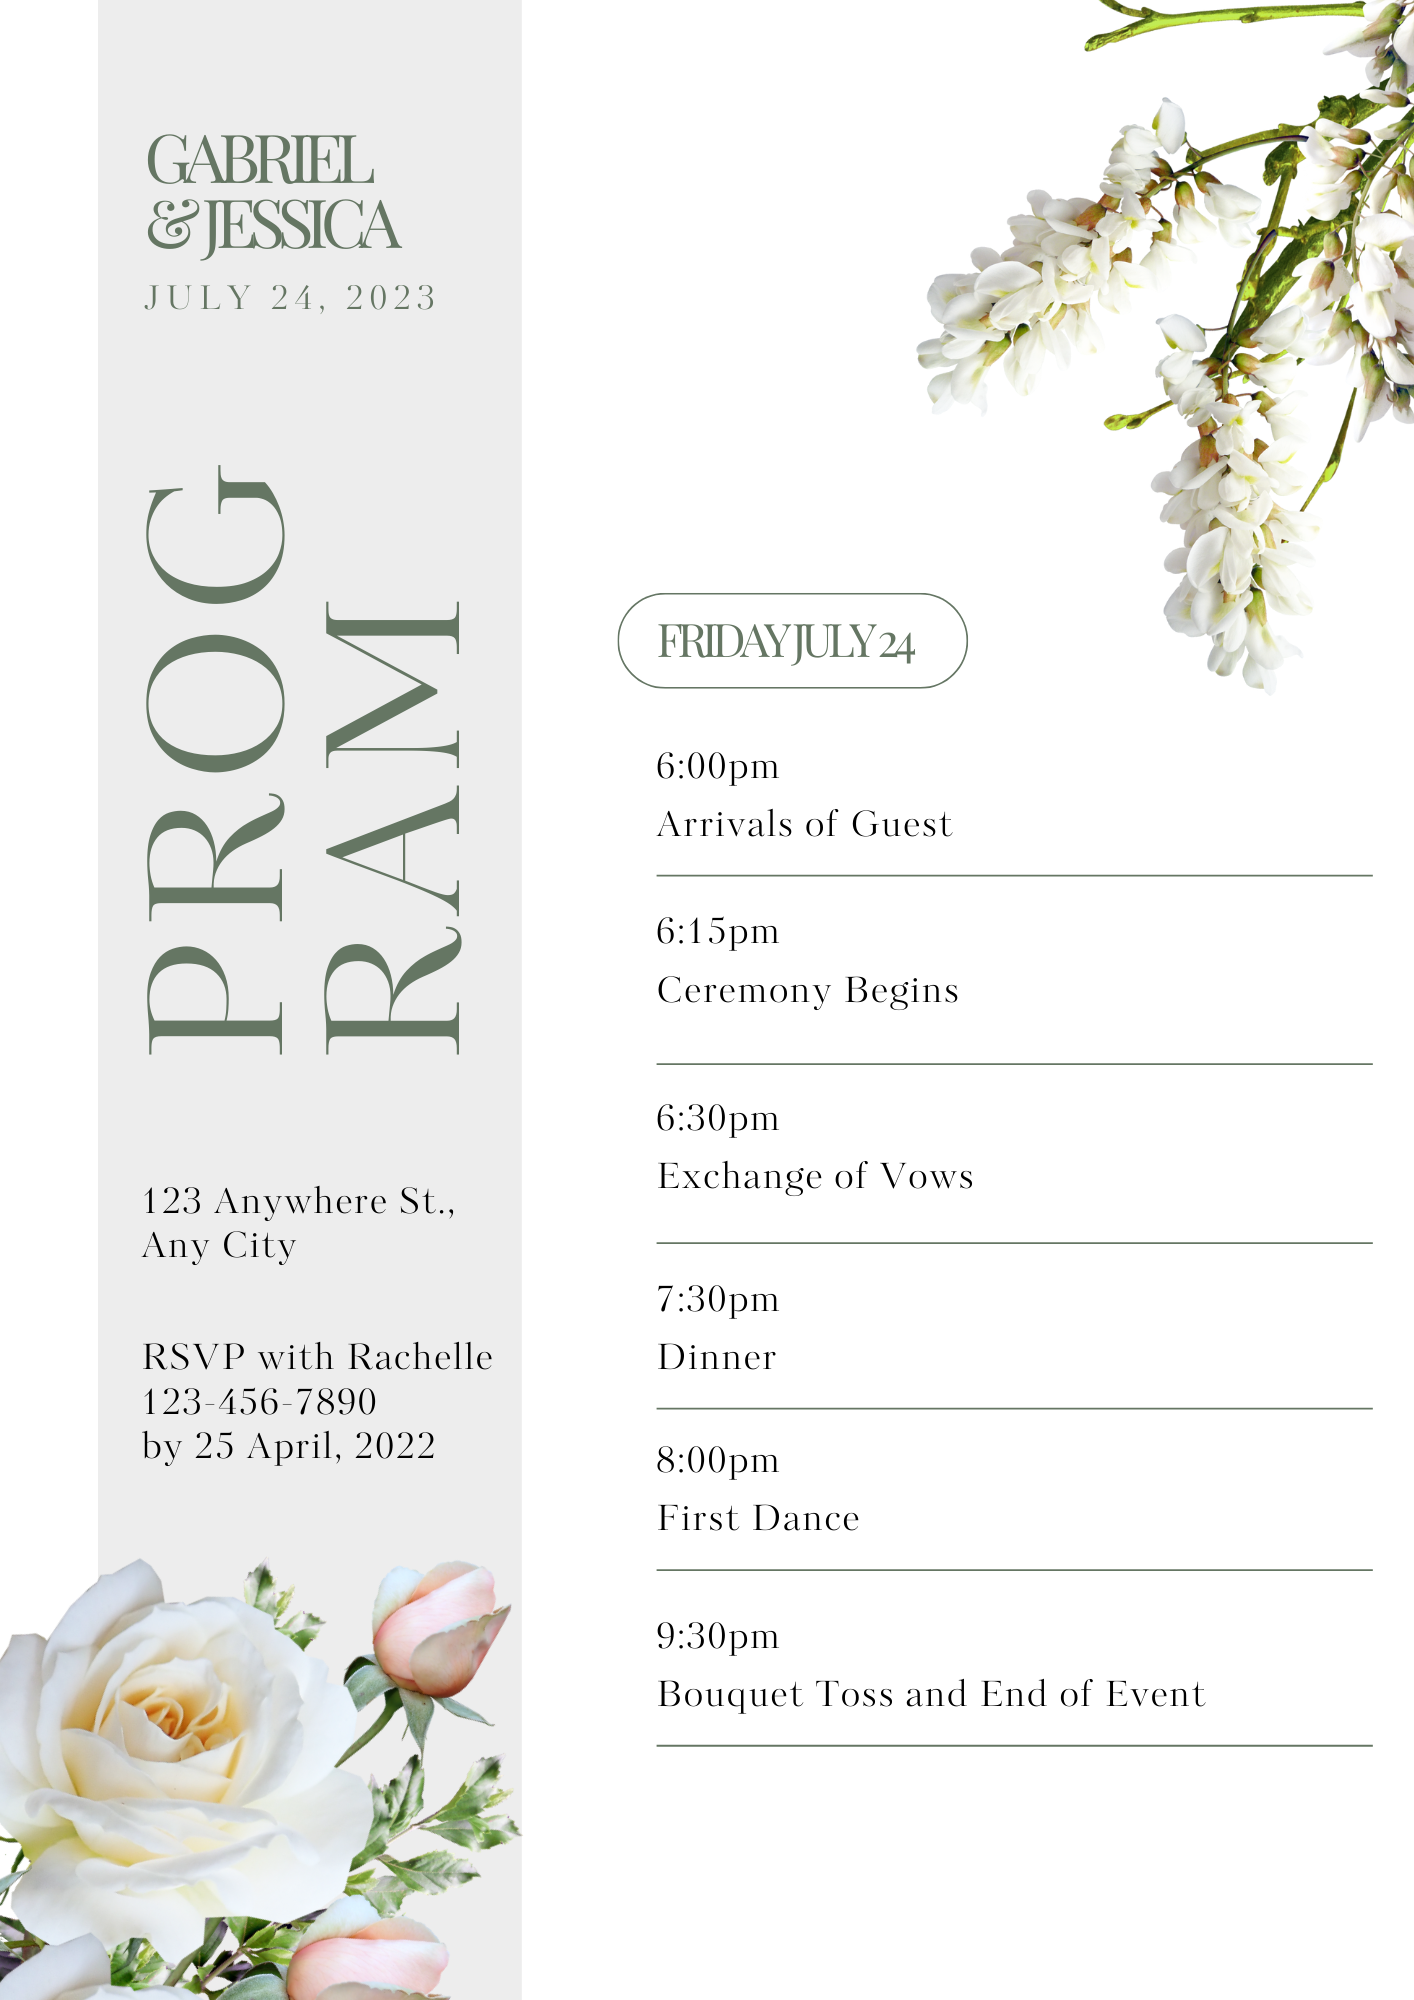 GABRIEL
& JESSICA
JULY 24, 2023
PROG
RAM
123 Anywhere St.,
Any City
RSVP with Rachelle
123-456-7890
by 25 April, 2022
FRIDAY JULY 24
6:00pm
Arrivals of Guest
6:15pm
Ceremony Begins
6:30pm
Exchange of Vows
7:30pm
Dinner
8:00pm
First Dance
9:30pm
Bouquet Toss and End of Event